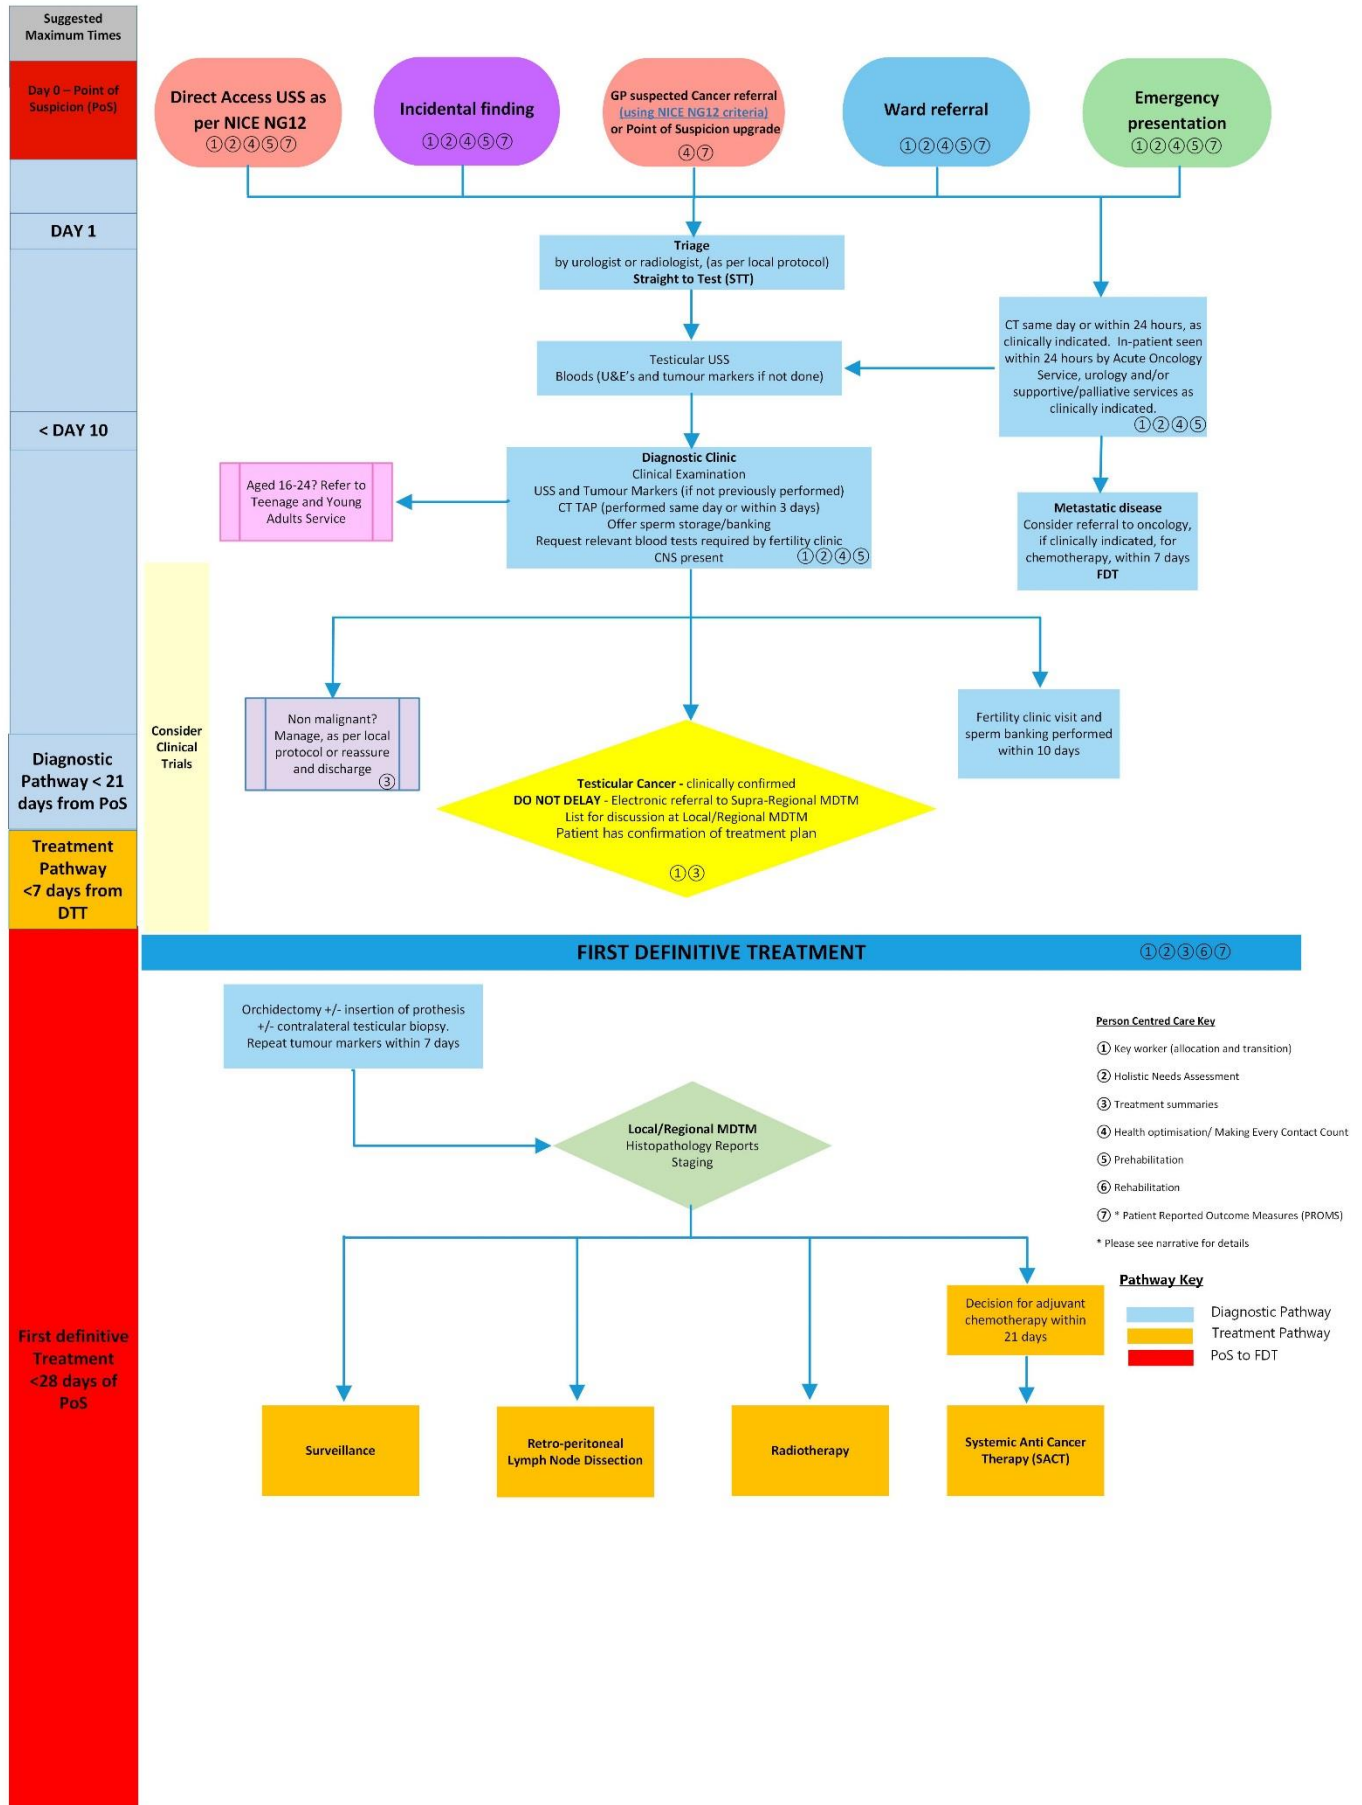 Suggested
Maximum Times
Day 0 – Point of
Suspicion (PoS)
Direct Access USS as
per NICE NG12
①②④⑤⑦
Incidental finding
①②④⑤⑦
GP suspected Cancer referral
(using NICE NG12 criteria)
or Point of Suspicion upgrade
④⑦
Ward referral
①②④⑤⑦
Emergency
presentation
①②④⑤⑦
DAY 1
Triage
by urologist or radiologist, (as per local protocol)
Straight to Test (STT)
CT same day or within 24 hours, as
clinically indicated.  In-patient seen
within 24 hours by Acute Oncology
Service, urology and/or
supportive/palliative services as
clinically indicated.
①②④⑤
Testicular USS
Bloods (U&E's and tumour markers if not done)
< DAY 10
Diagnostic Clinic
Clinical Examination
USS and Tumour Markers (if not previously performed)
CT TAP (performed same day or within 3 days)
Offer sperm storage/banking
Request relevant blood tests required by fertility clinic
CNS present
①②④⑤
Aged 16-24? Refer to
Teenage and Young
Adults Service
Metastatic disease
Consider referral to oncology,
if clinically indicated, for
chemotherapy, within 7 days
FDT
Consider
Clinical
Trials
Non malignant?
Manage, as per local
protocol or reassure
and discharge
③
Fertility clinic visit and
sperm banking performed
within 10 days
Diagnostic
Pathway < 21
days from PoS
Testicular Cancer - clinically confirmed
DO NOT DELAY - Electronic referral to Supra-Regional MDTM
List for discussion at Local/Regional MDTM
Patient has confirmation of treatment plan
①③
Treatment
Pathway
<7 days from
DTT
FIRST DEFINITIVE TREATMENT
①②③⑥⑦
Orchidectomy +/- insertion of prothesis
+/- contralateral testicular biopsy.
Repeat tumour markers within 7 days
Local/Regional MDTM
Histopathology Reports
Staging
Person Centred Care Key
① Key worker (allocation and transition)
② Holistic Needs Assessment
③ Treatment summaries
④ Health optimisation/ Making Every Contact Count
⑤ Prehabilitation
⑥ Rehabilitation
⑦ * Patient Reported Outcome Measures (PROMS)
* Please see narrative for details
Pathway Key
Diagnostic Pathway
Treatment Pathway
PoS to FDT
First definitive
Treatment
<28 days of
PoS
Decision for adjuvant
chemotherapy within
21 days
Surveillance
Retro-peritoneal
Lymph Node Dissection
Radiotherapy
Systemic Anti Cancer
Therapy (SACT)